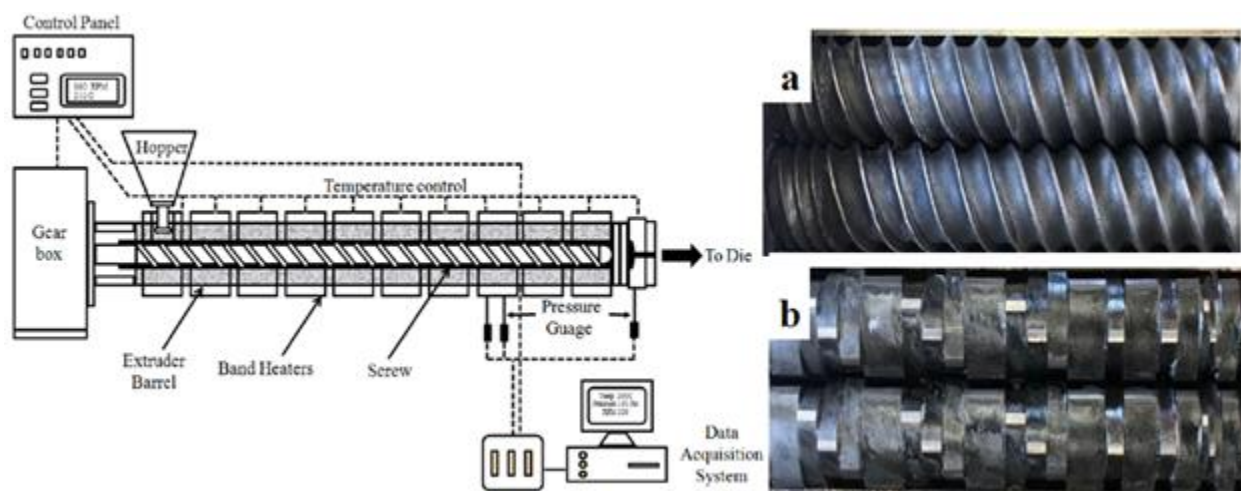 Control Panel
Hopper
Temperature control
Gear
box
To Die
Pressure
Guage
Extruder
Barrel
Band Heaters
Screw
Data
Acquisition
System
a
b